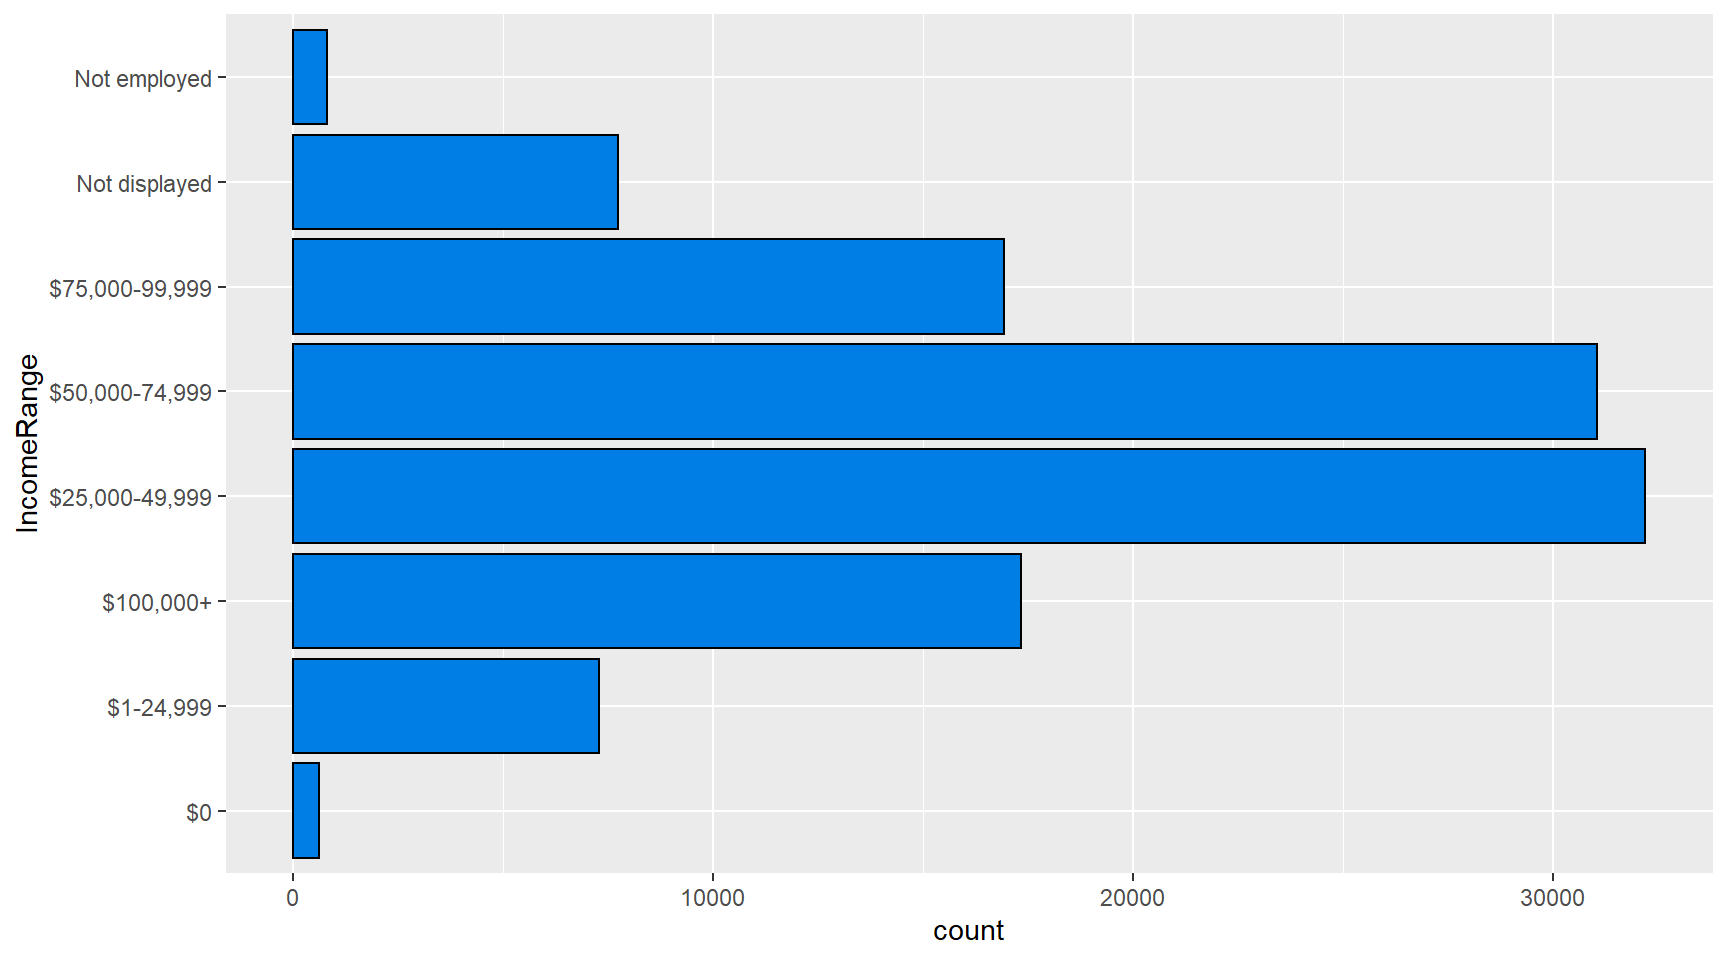 Not employed
Not displayed
$75,000-99,999
$50,000-74,999
$25,000-49,999
$100,000+
$1-24,999
$0
IncomeRange
0 10000 20000 30000
count